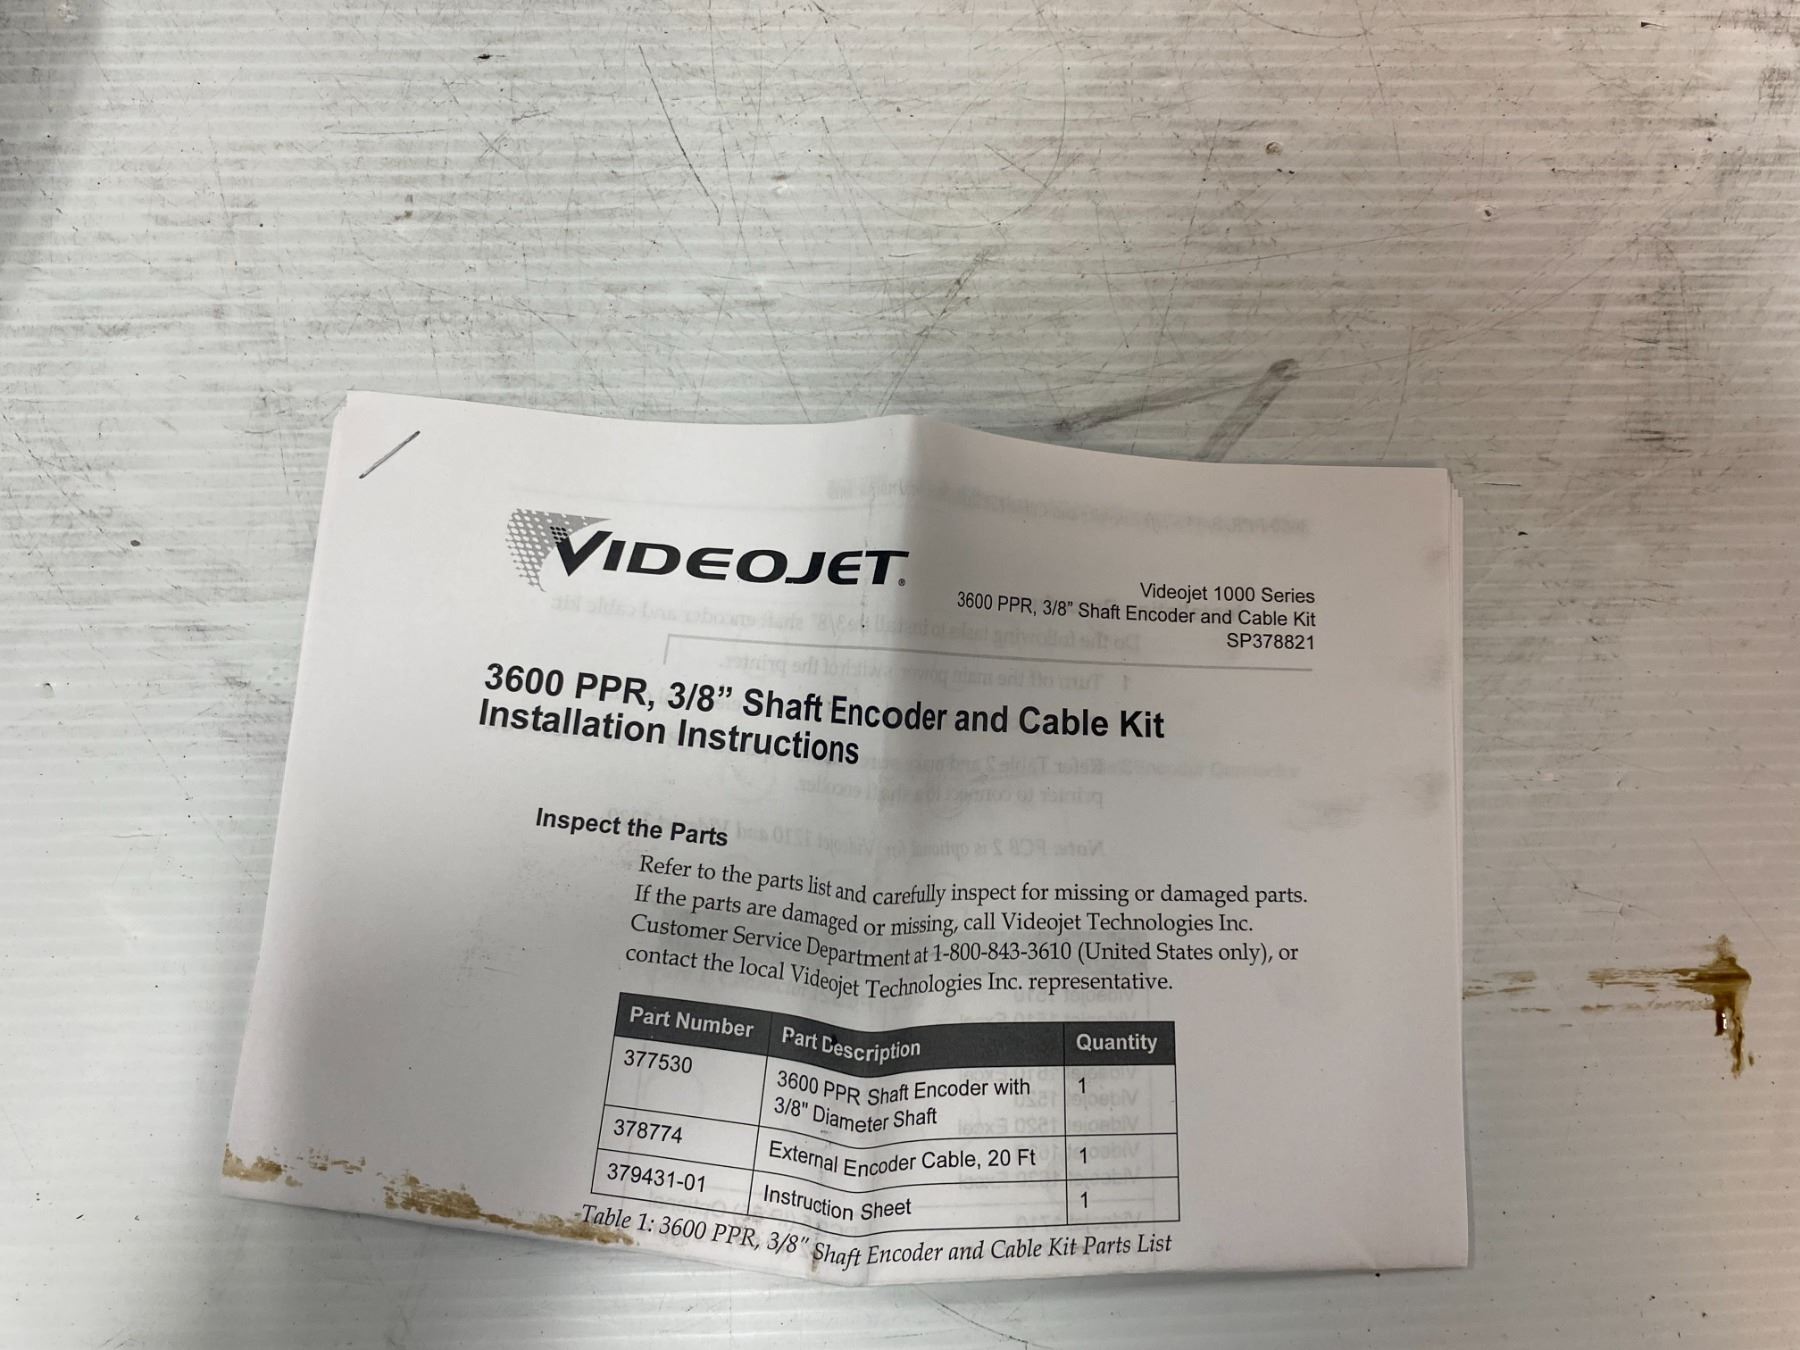 VIDEOJET®
Videojet 1000 Series
3600 PPR, 3/8” Shaft Encoder and Cable Kit
SP378821
3600 PPR, 3/8” Shaft Encoder and Cable Kit
Installation Instructions
Inspect the Parts
Refer to the parts list and carefully inspect for missing or damaged parts.
If the parts are damaged or missing, call Videojet Technologies Inc.
Customer Service Department at 1-800-843-3610 (United States only), or
contact the local Videojet Technologies Inc. representative.
Part Number Part Description Quantity
377530 3600 PPR Shaft Encoder with 1
3/8" Diameter Shaft
378774 External Encoder Cable, 20 Ft 1
379431-01 Instruction Sheet 1
Table 1: 3600 PPR, 3/8" Shaft Encoder and Cable Kit Parts List